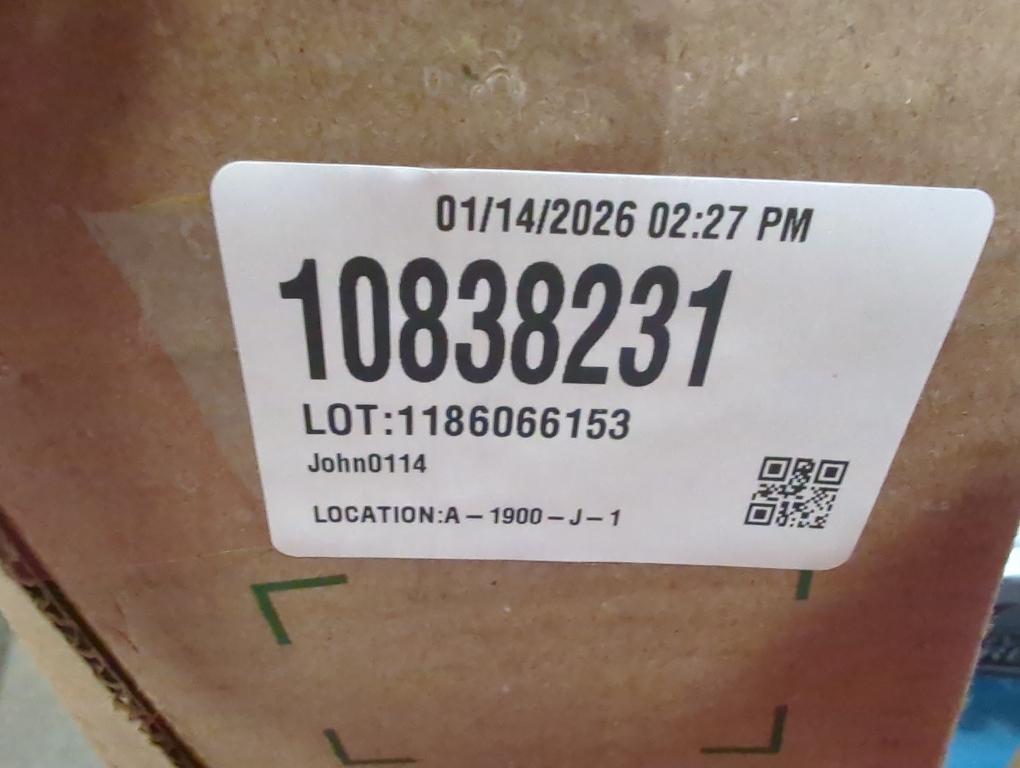 01/14/2026 02:27 PM
10838231
LOT:1186066153
John0114
LOCATION:A-1900-J-1